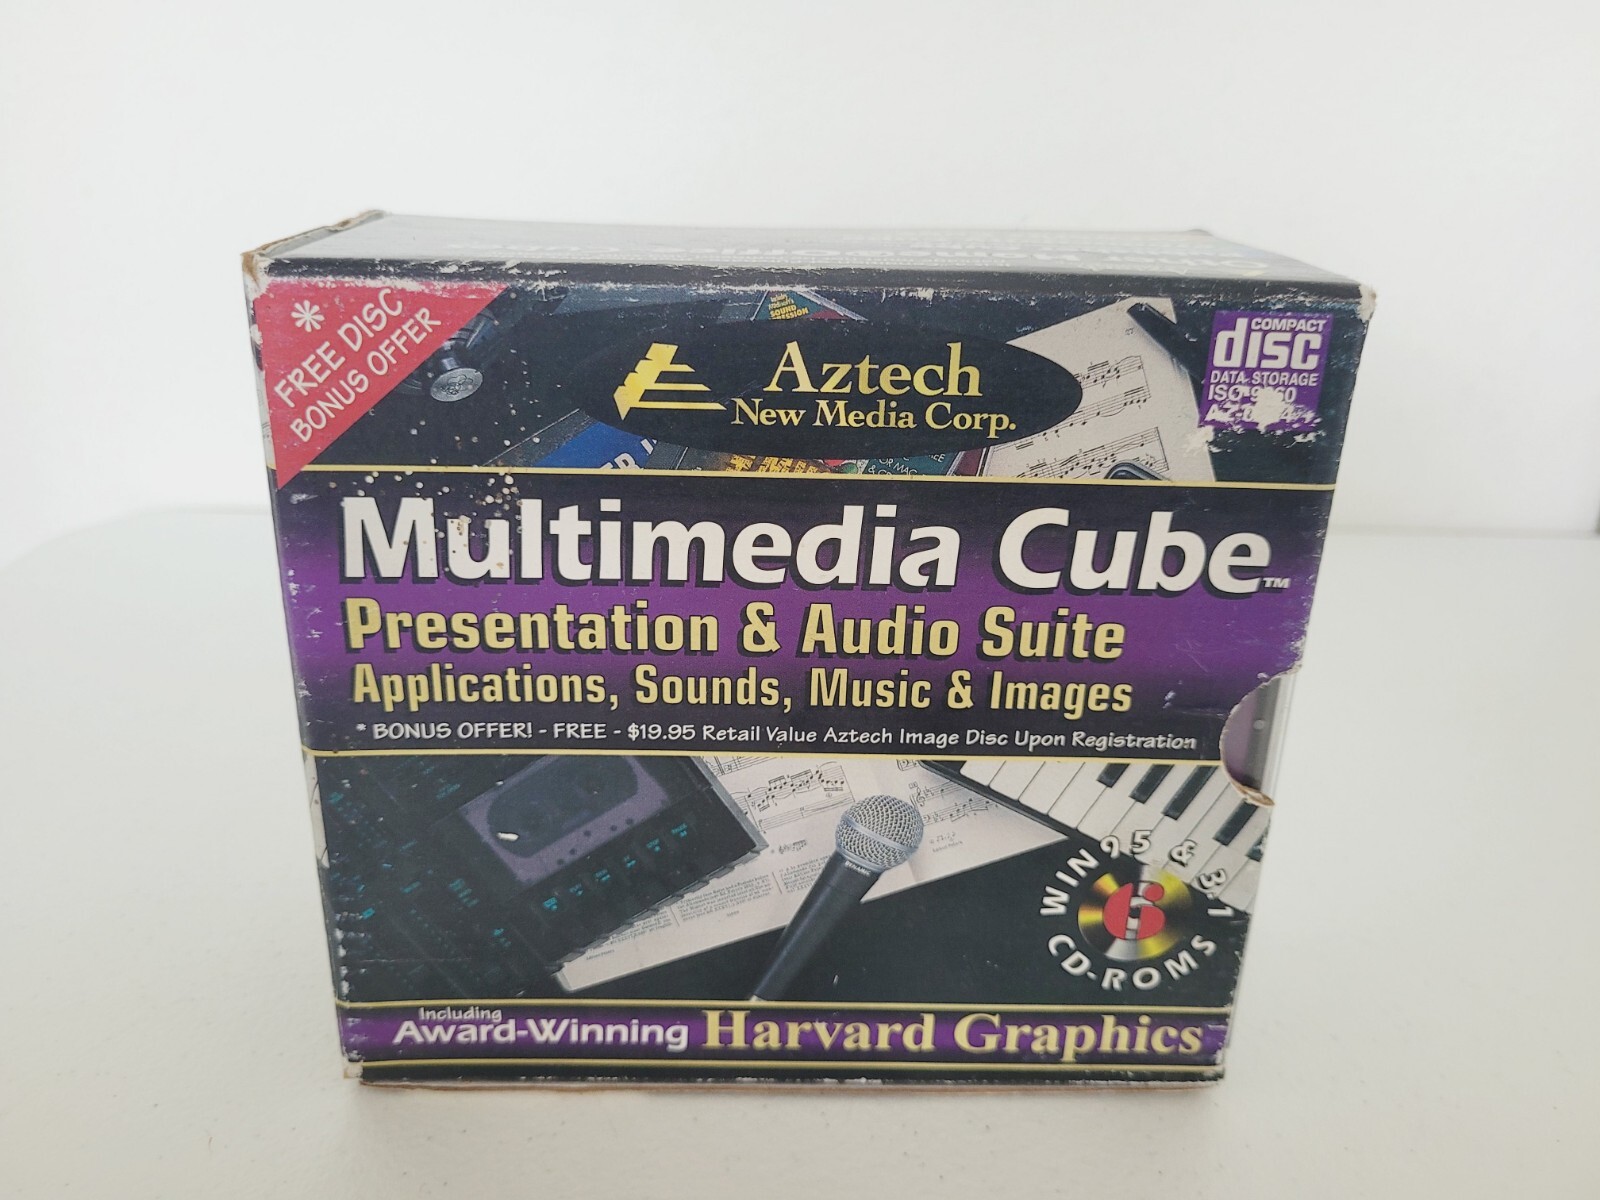 * FREE DISC
BONUS OFFER
SOUND
Aztech
New Media Corp.
COMPACT
disc
DATA STORAGE
Multimedia Cube™
Presentation & Audio Suite
Applications, Sounds, Music & Images
* BONUS OFFER! - FREE - $19.95 Retail Value Aztech Image Disc Upon Registration
DYNAMIC
WIN 95 & 3.1
6
CD-ROMS
Including
Award-Winning Harvard Graphics